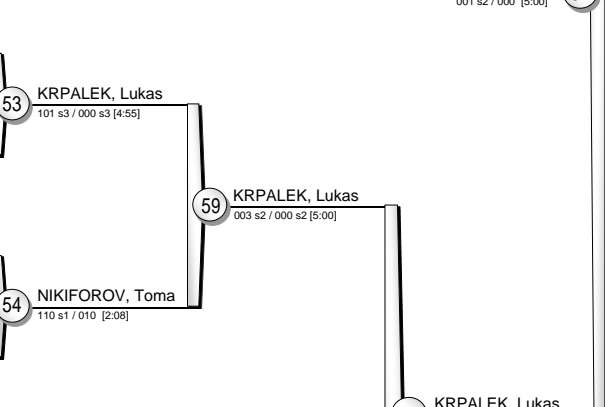 001 s2 / 000 [5:00]
53
KRPALEK, Lukas
101 s3 / 000 s3 [4:55]
59
KRPALEK, Lukas
003 s2 / 000 s2 [5:00]
54
NIKIFOROV, Toma
110 s1 / 010 [2:08]
KRPALEK, Lukas